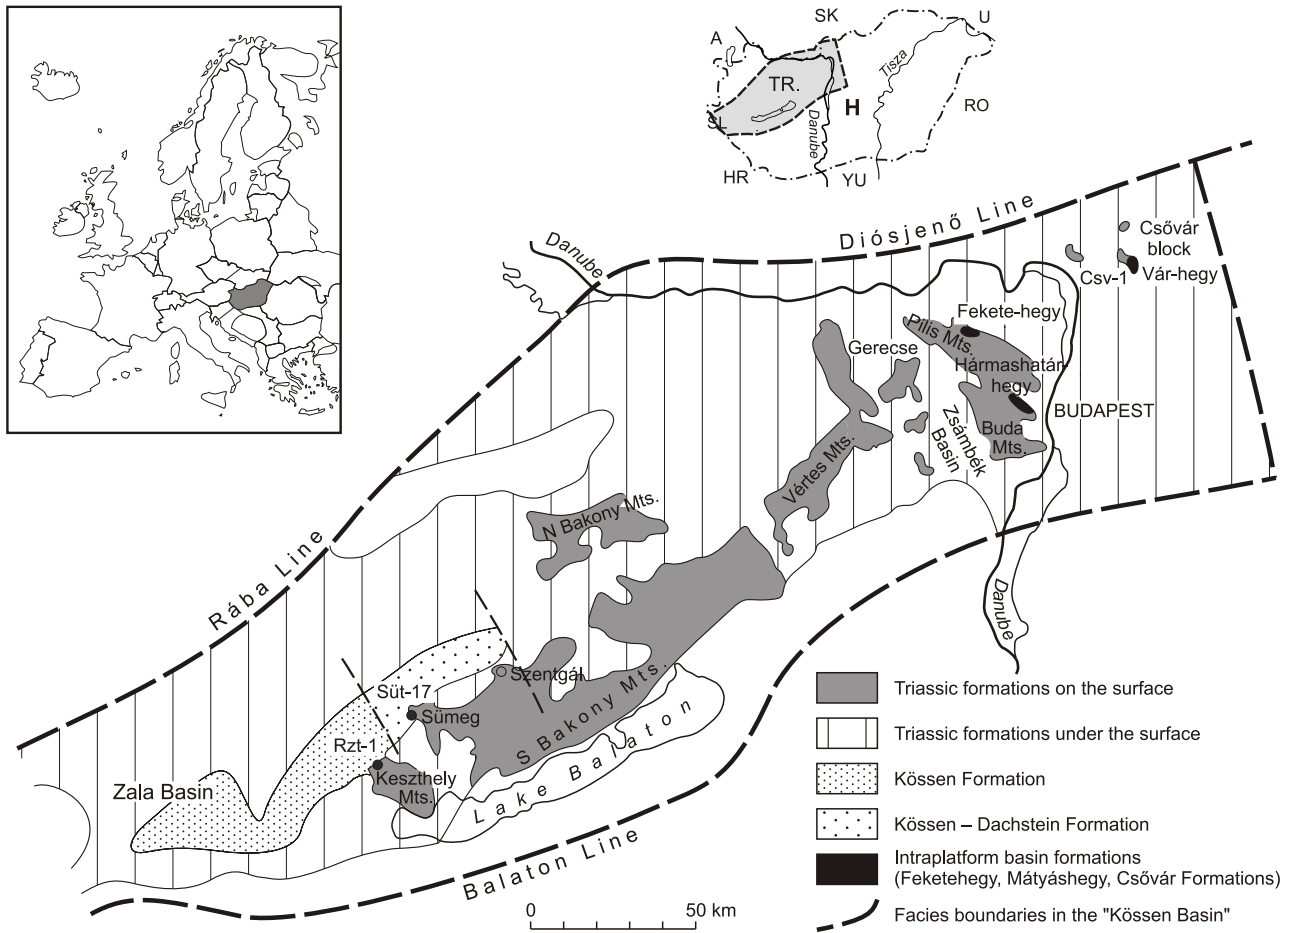 SK
U
A
Tisza
TR.
H
RO
SL
Danube
HR
YU
Diósjenő Line
Danube
Csővár
block
Csv-1
Vár-hegy
Fekete-hegy
Pilis Mts.
Gerecse
Hármashatár-
hegy
BUDAPEST
Zsámbék
Basin
Buda
Mts.
Vértes Mts.
N Bakony Mts.
Rába Line
Danube
Szentgál
Süt-17
Sümeg
S Bakony Mts.
Rzt-1
Keszthely
Mts.
Zala Basin
Lake Balaton
Balaton Line
Triassic formations on the surface
Triassic formations under the surface
Kössen Formation
Kössen – Dachstein Formation
Intraplatform basin formations
(Feketehegy, Mátyáshegy, Csővár Formations)
Facies boundaries in the "Kössen Basin"
0 50 km